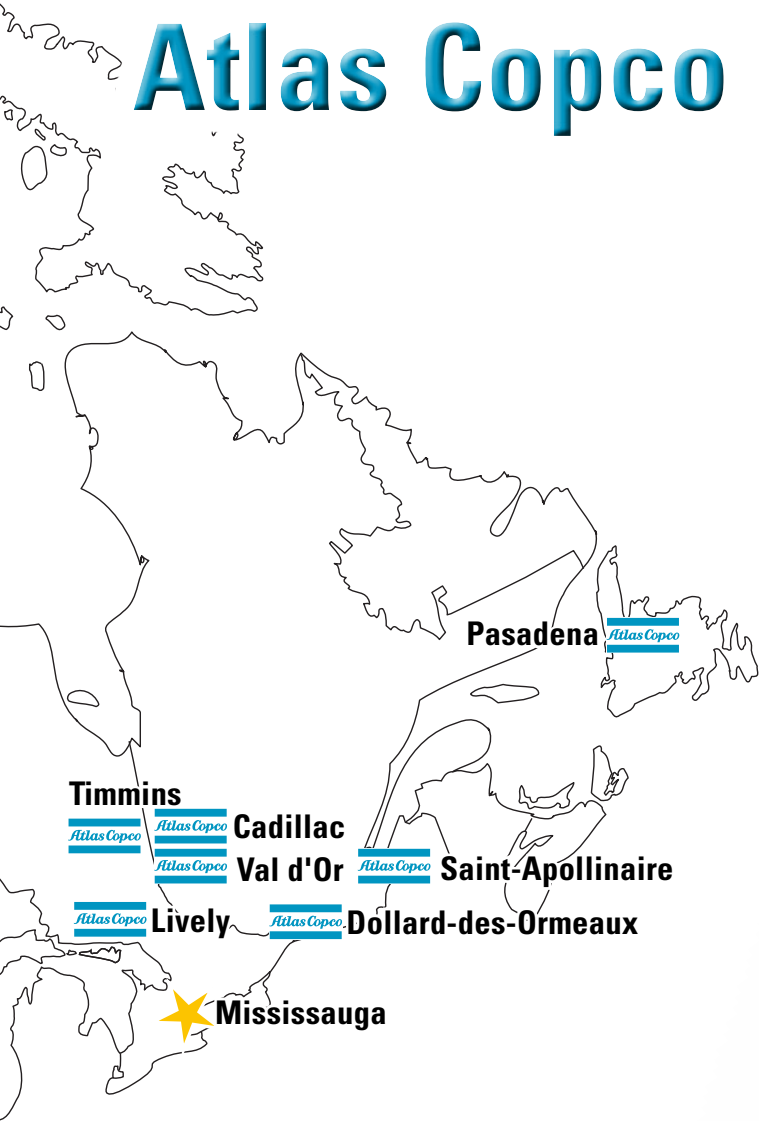 Atlas Copco
Pasadena Atlas Copco
Timmins
Atlas Copco
Atlas Copco Cadillac
Atlas Copco Val d'Or
Atlas Copco Saint-Apollinaire
Atlas Copco Lively
Atlas Copco Dollard-des-Ormeaux
Mississauga